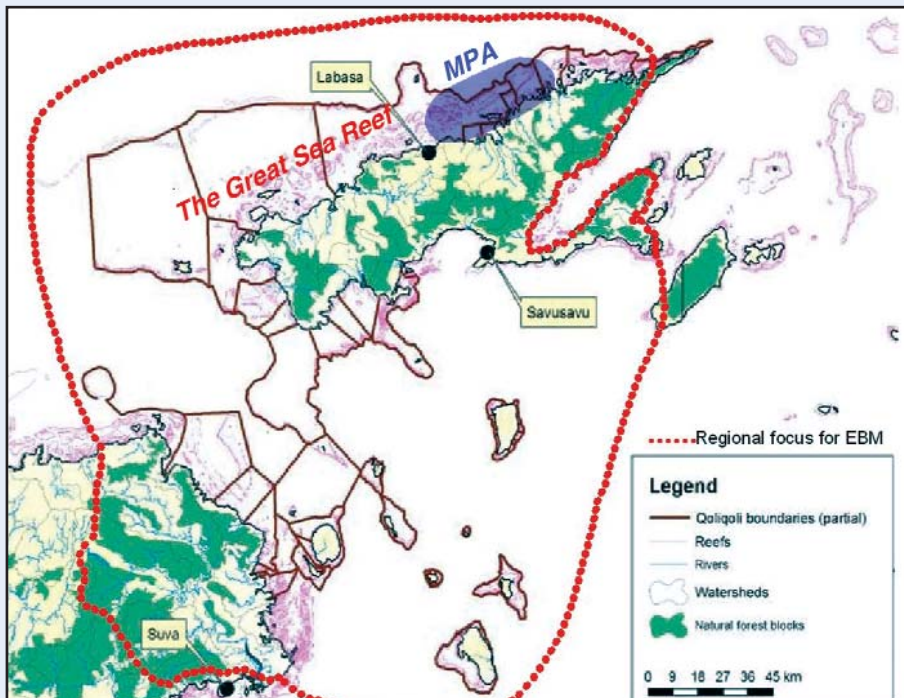 MPA
Labasa
The Great Sea Reef
Savusavu
Suva
Regional focus for EBM
Legend
Qoliqoli boundaries (partial)
Reefs
Rivers
Watersheds
Natural forest blocks
0 9 18 27 36 45 km